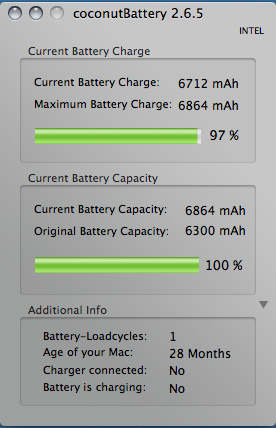 coconutBattery 2.6.5
INTEL
Current Battery Charge
Current Battery Charge: 6712 mAh
Maximum Battery Charge: 6864 mAh
97 %
Current Battery Capacity
Current Battery Capacity: 6864 mAh
Original Battery Capacity: 6300 mAh
100 %
Additional Info
Battery-Loadcycles: 1
Age of your Mac: 28 Months
Charger connected: No
Battery is charging: No